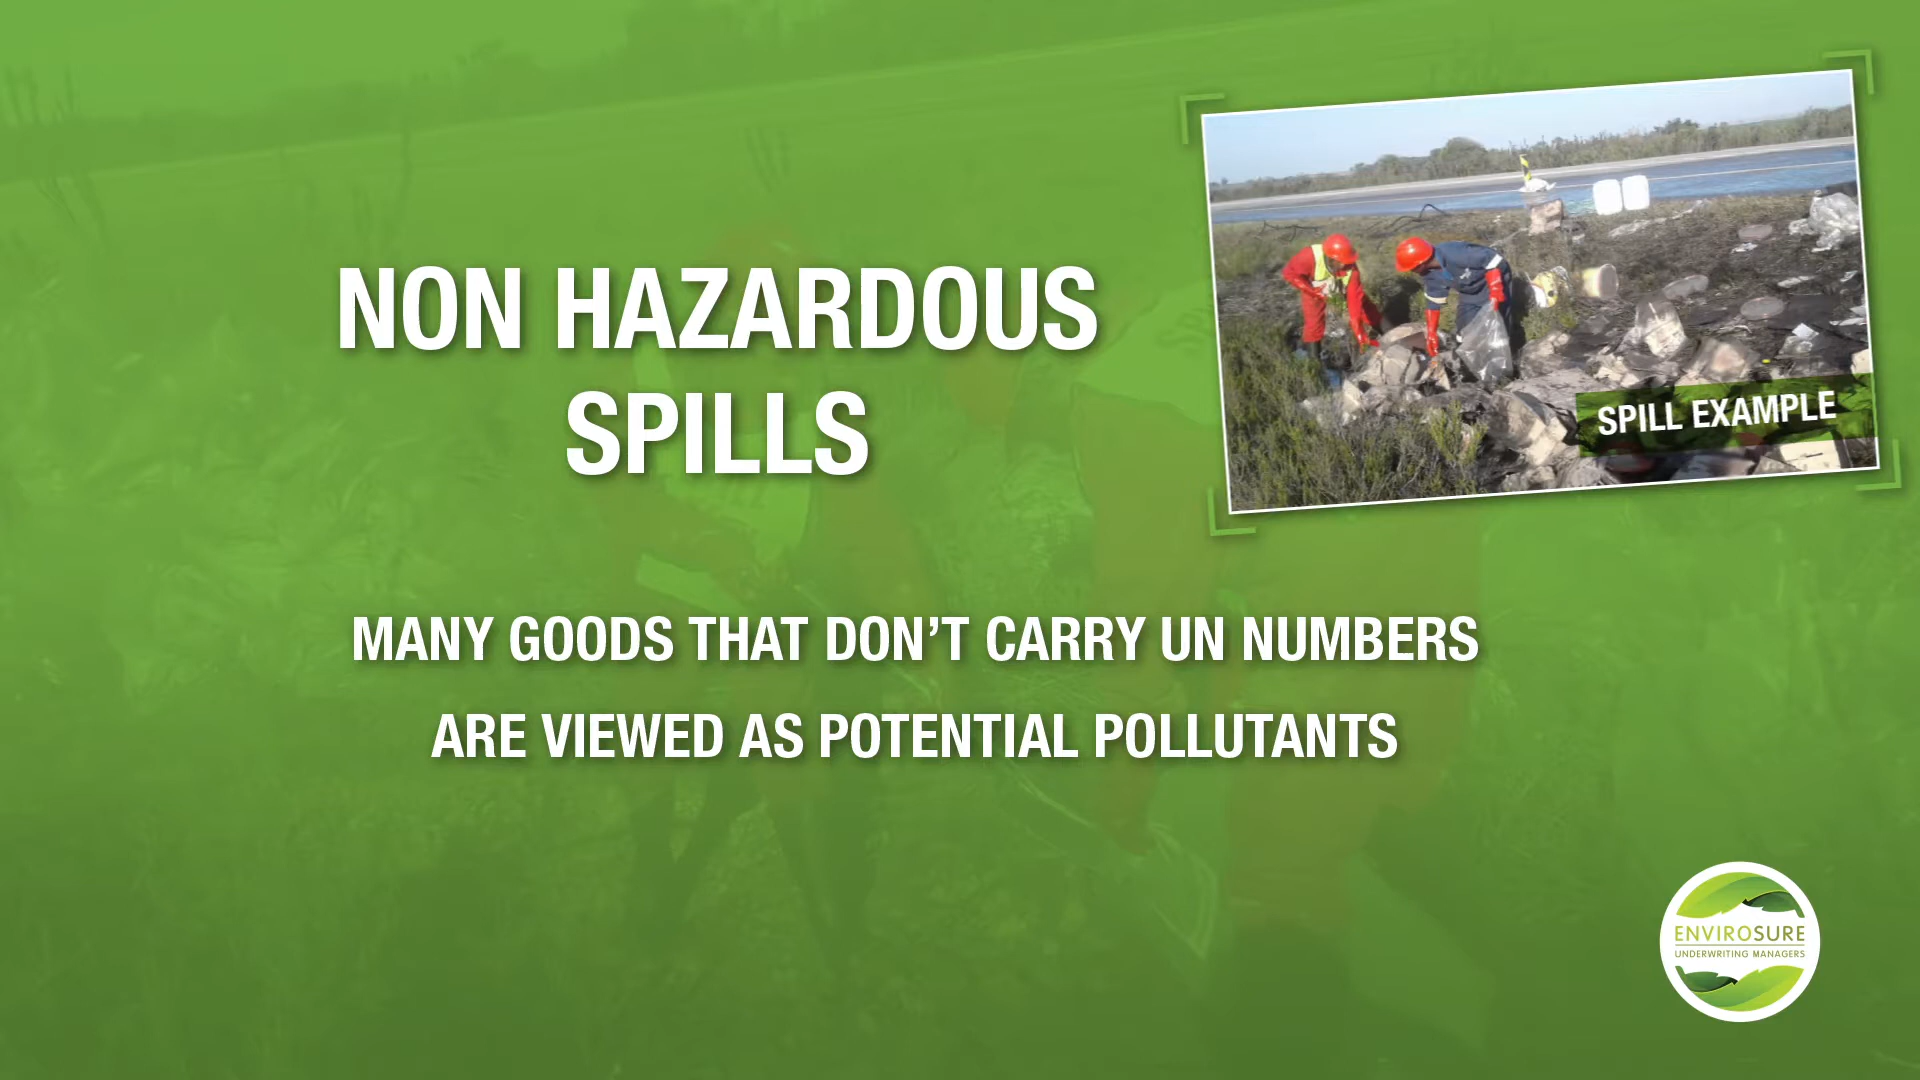 NON HAZARDOUS
SPILLS
SPILL EXAMPLE
MANY GOODS THAT DON’T CARRY UN NUMBERS
ARE VIEWED AS POTENTIAL POLLUTANTS
ENVIROSURE
UNDERWRITING MANAGERS